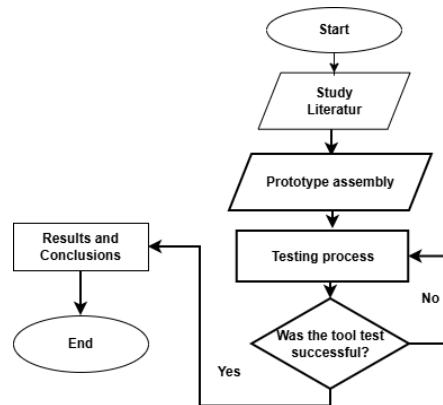 Start
Study
Literatur
Prototype assembly
Testing process
Results and
Conclusions
No
Was the tool test
successful?
End
Yes